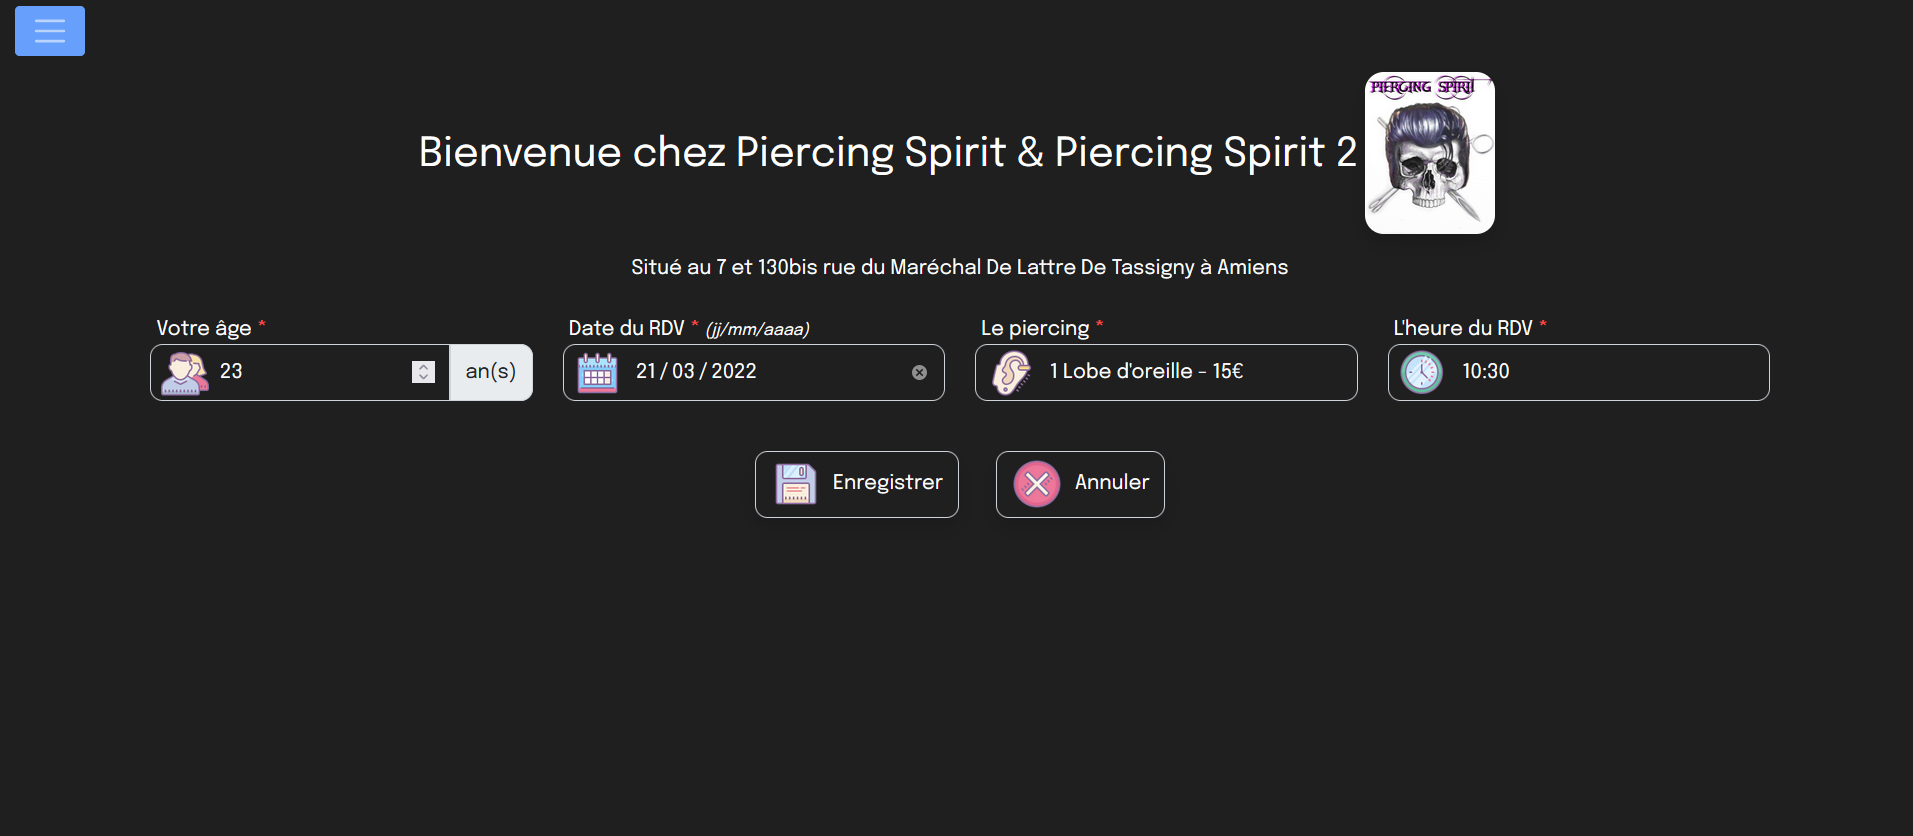 PIERCING SPIRIT
Bienvenue chez Piercing Spirit & Piercing Spirit 2
Situé au 7 et 130bis rue du Maréchal De Lattre De Tassigny à Amiens
Votre âge *
Date du RDV * (jj/mm/aaaa)
Le piercing *
L'heure du RDV *
23
an(s)
21 / 03 / 2022
1 Lobe d'oreille - 15€
10:30
Enregistrer
Annuler